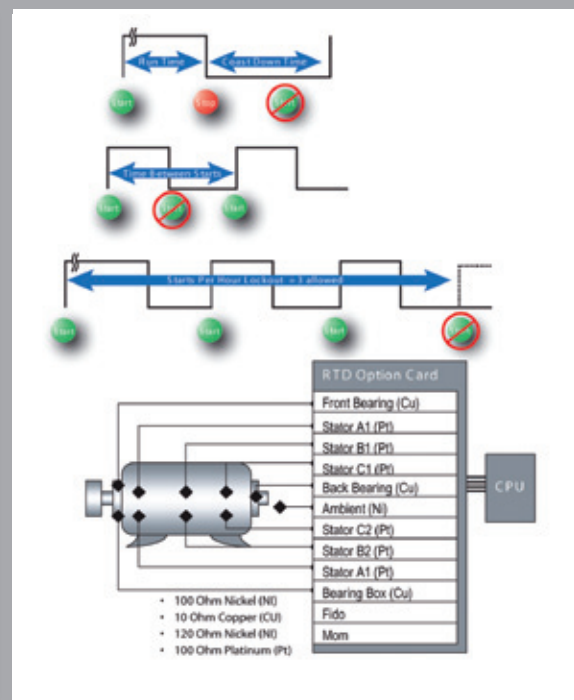 Run Time
Coast Down Time
Start
Stop
Start
Time Between Starts
Start
Start
Start
Starts Per Hour Lockout = 3 allowed
Start
Start
Start
Start
RTD Option Card
Front Bearing (Cu)
Stator A1 (Pt)
Stator B1 (Pt)
Stator C1 (Pt)
Back Bearing (Cu)
Ambient (Ni)
Stator C2 (Pt)
Stator B2 (Pt)
Stator A1 (Pt)
Bearing Box (Cu)
Fido
Mom
CPU
• 100 Ohm Nickel (NI)
• 10 Ohm Copper (CU)
• 120 Ohm Nickel (NI)
• 100 Ohm Platinum (Pt)